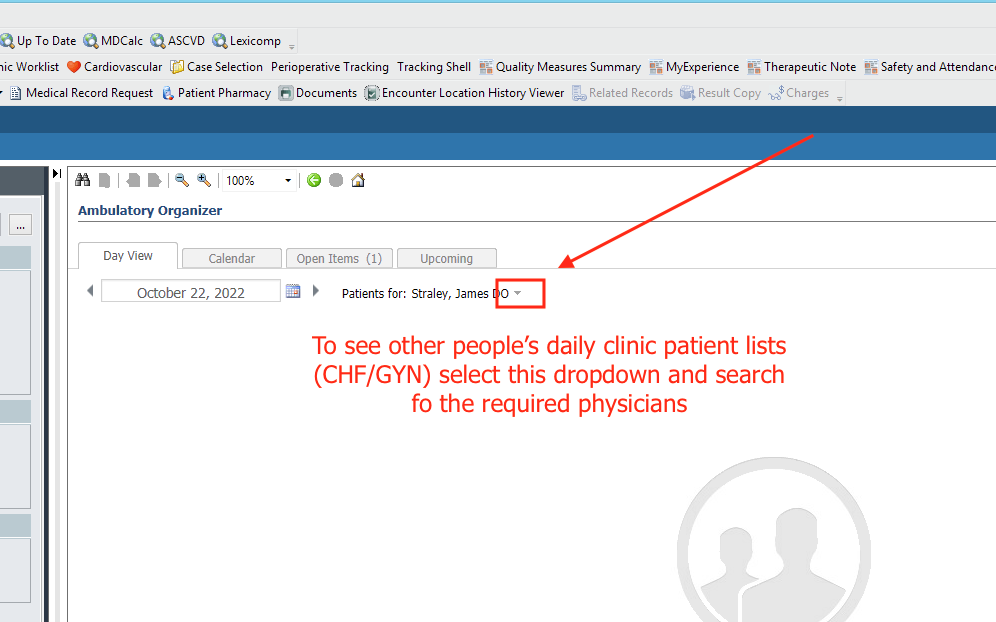 Up To Date MDCalc ASCVD Lexicomp
Worklist Cardiovascular Case Selection Perioperative Tracking Tracking Shell Quality Measures Summary MyExperience Therapeutic Note Safety and Attendance
Medical Record Request Patient Pharmacy Documents Encounter Location History Viewer Related Records Result Copy Charges
100%
...
Ambulatory Organizer
Day View Calendar Open Items (1) Upcoming
October 22, 2022 Patients for: Straley, James DO
To see other people’s daily clinic patient lists
(CHF/GYN) select this dropdown and search
fo the required physicians